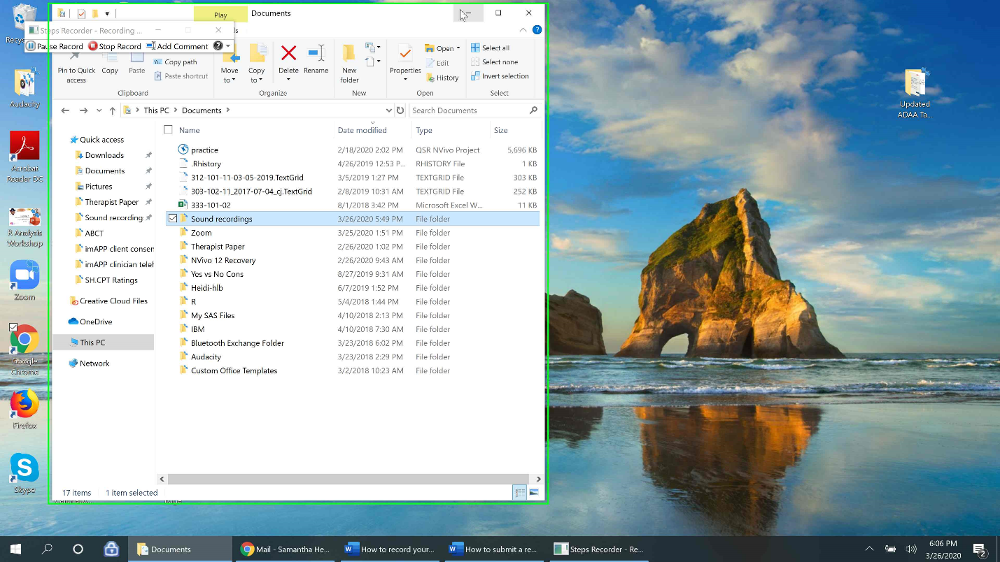 Play
Documents
Steps Recorder - Recording ...
Pause Record
Stop Record
Add Comment
Pin to Quick
access
Copy
Paste
Copy path
Paste shortcut
Clipboard
Move
to
Copy
to
Delete
Rename
Organize
New
folder
New
Properties
Open
Edit
History
Open
Select all
Select none
Invert selection
Select
This PC
Documents
Search Documents
Name
Date modified
Type
Size
practice
2/18/2020 2:02 PM
QSR NVivo Project
5,696 KB
.Rhistory
4/26/2019 12:53 P...
RHISTORY File
1 KB
312-101-11-03-05-2019.TextGrid
3/5/2019 1:27 PM
TEXTGRID File
303 KB
303-102-11_2017-07-04_cj.TextGrid
2/8/2019 10:31 AM
TEXTGRID File
252 KB
333-101-02
8/1/2018 3:42 PM
Microsoft Excel W...
11 KB
Sound recordings
3/26/2020 5:49 PM
File folder
Zoom
3/25/2020 1:51 PM
File folder
Therapist Paper
2/26/2020 1:02 PM
File folder
NVivo 12 Recovery
2/26/2020 9:43 AM
File folder
Yes vs No Cons
8/27/2019 9:31 AM
File folder
Heidi-hlb
6/7/2019 1:52 PM
File folder
R
5/4/2018 1:44 PM
File folder
My SAS Files
4/10/2018 2:13 PM
File folder
IBM
4/10/2018 7:30 AM
File folder
Bluetooth Exchange Folder
3/23/2018 6:02 PM
File folder
Audacity
3/23/2018 2:29 PM
File folder
Custom Office Templates
3/2/2018 10:23 AM
File folder
Quick access
Downloads
Documents
Pictures
Therapist Paper
Sound recording
ABCT
imAPP client consen
imAPP clinician teleh
SH.CPT Ratings
Creative Cloud Files
OneDrive
This PC
Network
17 items
1 item selected
Audacity
Acrobat
Reader DC
R Analysis
Workshop
Zoom
Google
Chrome
Firefox
Skype
Updated
ADAA Ta...
Documents
Mail - Samantha He...
How to record your...
How to submit a re...
Steps Recorder - Re...
6:06 PM
3/26/2020
2